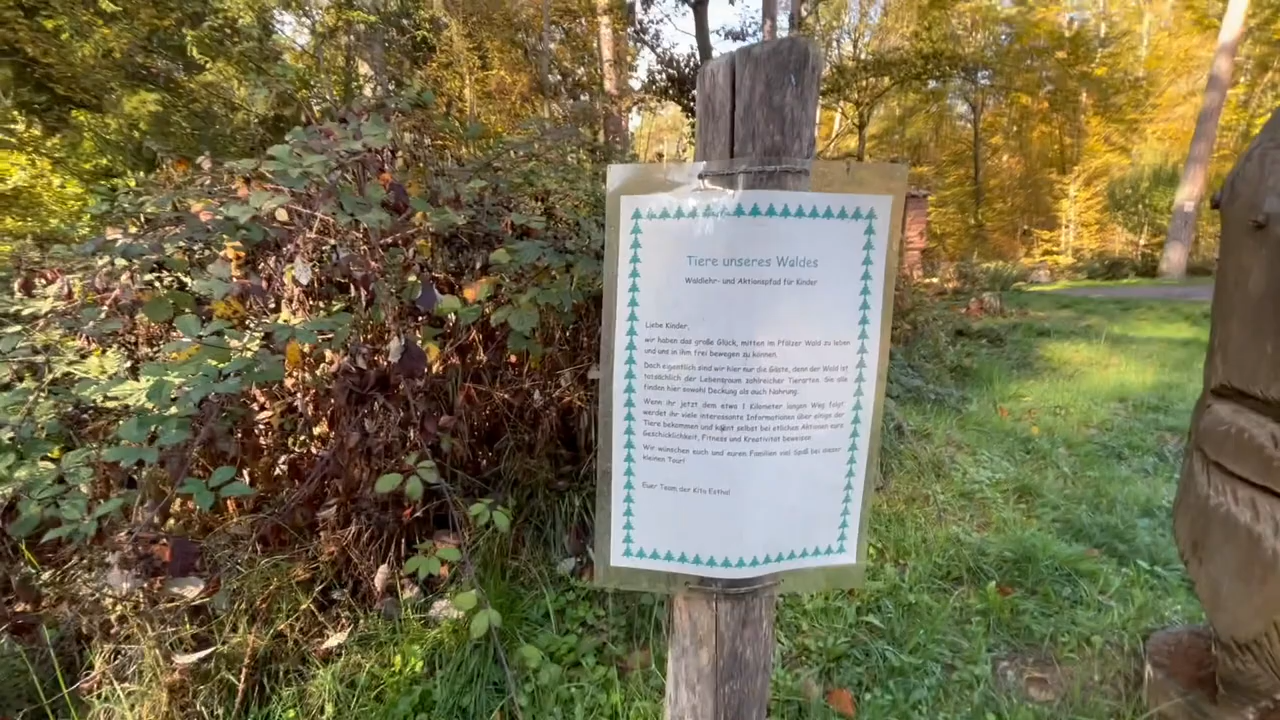 Tiere unseres Waldes
Waldlehr- und Aktionspfad für Kinder
Liebe Kinder,
wir haben das große Glück, mitten im Pfälzer Wald zu leben
und uns in ihm frei bewegen zu können.
Doch eigentlich sind wir hier nur die Gäste, denn der Wald ist
tatsächlich der Lebensraum zahlreicher Tierarten. Sie alle
finden hier sowohl Deckung als auch Nahrung.
Wenn ihr jetzt dem etwa 1 Kilometer langen Weg folgt,
werdet ihr viele interessante Informationen über einige der
Tiere bekommen und könnt selbst bei etlichen Aktionen eure
Geschicklichkeit, Fitness und Kreativität beweisen.
Wir wünschen euch und euren Familien viel Spaß bei dieser
kleinen Tour!
Euer Team der Kita Esthal